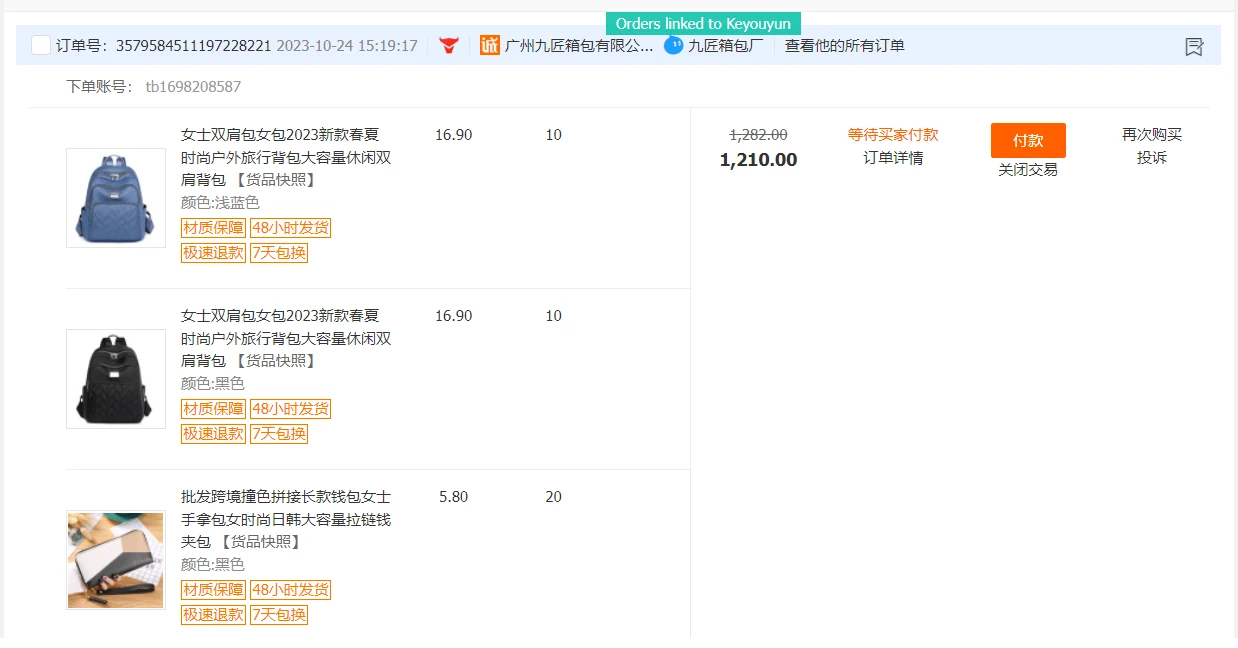 Orders linked to Keyouyun
订单号: 3579584511197228221 2023-10-24 15:19:17 诚 广州九匠箱包有限公... 九匠箱包厂 查看他的所有订单
下单账号: tb1698208587
女士双肩包女包2023新款春夏 16.90 10 1,282.00 等待买家付款 付款 再次购买
时尚户外旅行背包大容量休闲双 1,210.00 订单详情 投诉
肩背包 【货品快照】 关闭交易
颜色:浅蓝色
材质保障 48小时发货
极速退款 7天包换
女士双肩包女包2023新款春夏 16.90 10
时尚户外旅行背包大容量休闲双
肩背包 【货品快照】
颜色:黑色
材质保障 48小时发货
极速退款 7天包换
批发跨境撞色拼接长款钱包女士 5.80 20
手拿包女时尚日韩大容量拉链钱
夹包 【货品快照】
颜色:黑色
材质保障 48小时发货
极速退款 7天包换